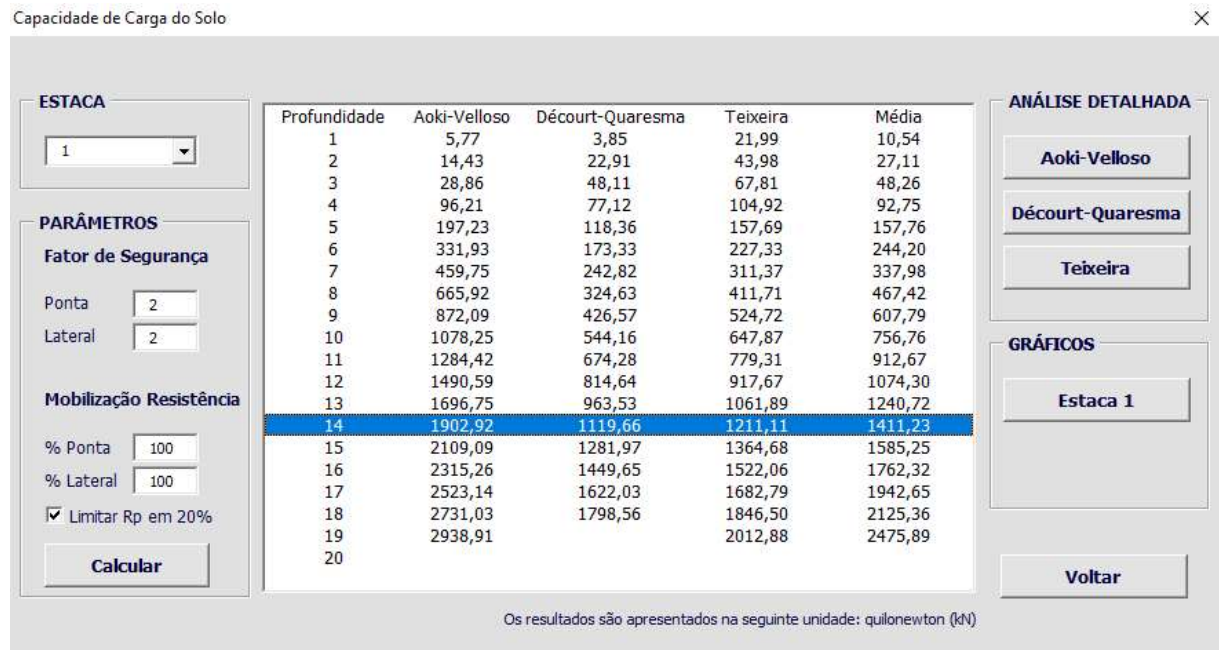 Capacidade de Carga do Solo
ESTACA
1
PARÂMETROS
Fator de Segurança
Ponta 2
Lateral 2
Mobilização Resistência
% Ponta 100
% Lateral 100
Limitar Rp em 20%
Calcular
Profundidade Aoki-Velloso Décourt-Quaresma Teixeira Média
1 5,77 3,85 21,99 10,54
2 14,43 22,91 43,98 27,11
3 28,86 48,11 67,81 48,26
4 96,21 77,12 104,92 92,75
5 197,23 118,36 157,69 157,76
6 331,93 173,33 227,33 244,20
7 459,75 242,82 311,37 337,98
8 665,92 324,63 411,71 467,42
9 872,09 426,57 524,72 607,79
10 1078,25 544,16 647,87 756,76
11 1284,42 674,28 779,31 912,67
12 1490,59 814,64 917,67 1074,30
13 1696,75 963,53 1061,89 1240,72
14 1902,92 1119,66 1211,11 1411,23
15 2109,09 1281,97 1364,68 1585,25
16 2315,26 1449,65 1522,06 1762,32
17 2523,14 1622,03 1682,79 1942,65
18 2731,03 1798,56 1846,50 2125,36
19 2938,91 2012,88 2475,89
20
Os resultados são apresentados na seguinte unidade: quilonewton (kN)
ANÁLISE DETALHADA
Aoki-Velloso
Décourt-Quaresma
Teixeira
GRÁFICOS
Estaca 1
Voltar